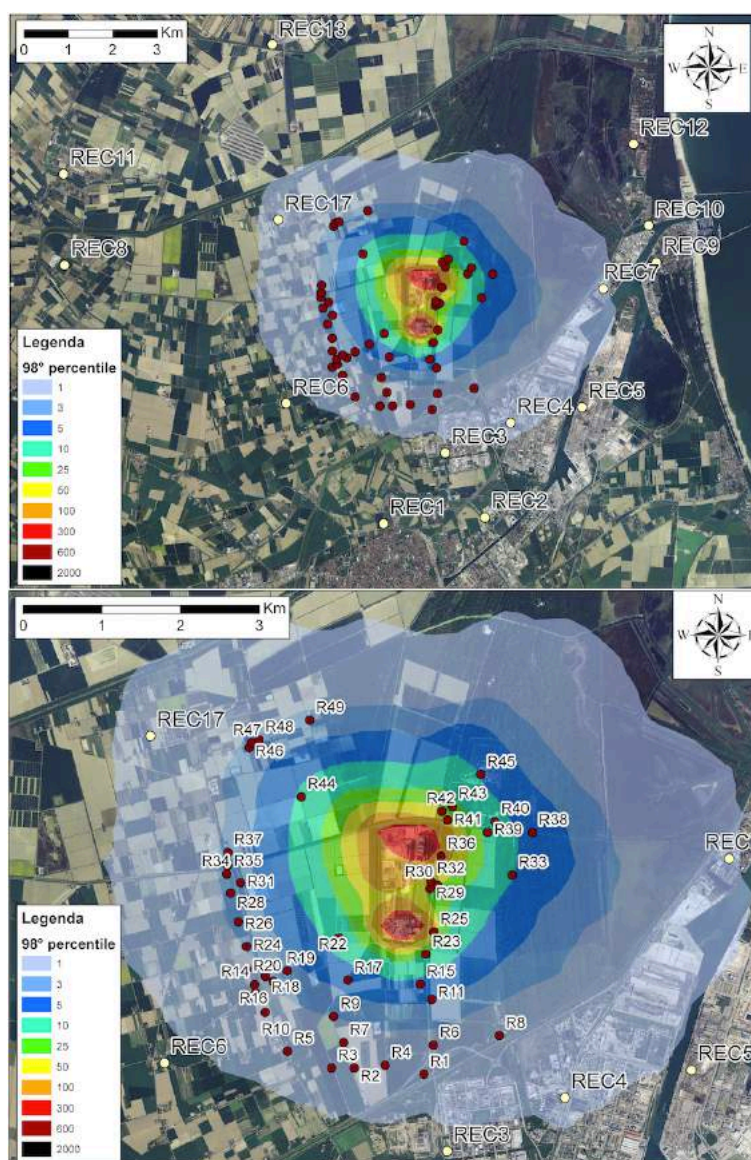 0 1 2 3 Km
N
W E
S
REC13
REC12
REC11
REC17
REC10
REC8
REC9
REC7
REC6
REC5
REC4
REC3
REC2
REC1
Legenda
98° percentile
1
3
5
10
25
50
100
300
600
2000
0 1 2 3 Km
N
W E
S
R49
REC17
R47 R48
R46
R45
R44
R42 R43
R40
R41
R38
R39
R37
R36
R34 R35
R32
R33
R31
R30
R29
R28
R26
R25
R24
R22
R23
R20 R19
R14
R18
R17
R15
R16
R11
R9
R10
R7
R8
R5
R6
REC6
R3
R4
R2
R1
REC5
REC4
REC3
Legenda
98° percentile
1
3
5
10
25
50
100
300
600
2000